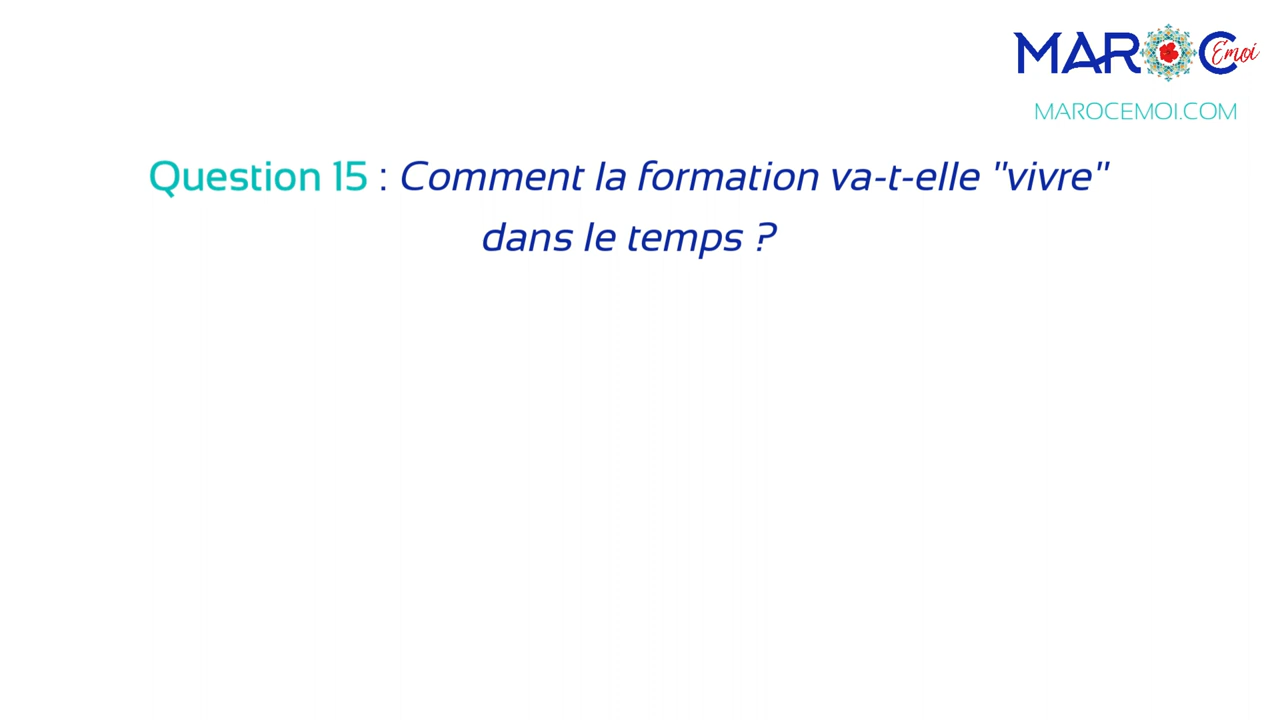 MAROC Emoi
MAROCEMOI.COM
Question 15 : Comment la formation va-t-elle "vivre"
dans le temps ?